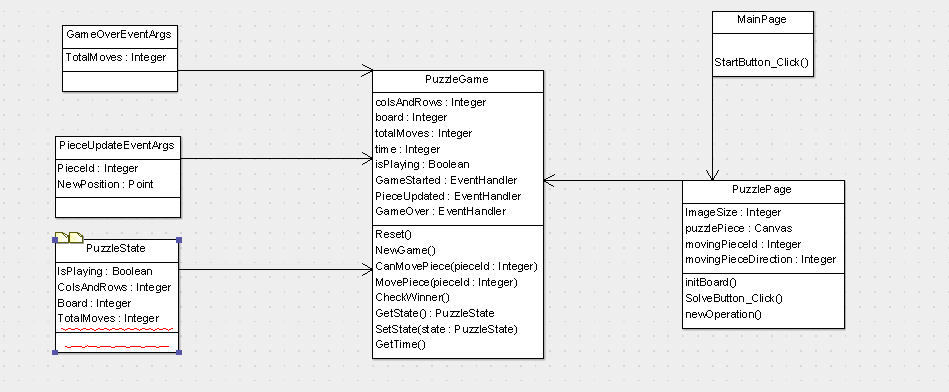 GameOverEventArgs
TotalMoves : Integer
PieceUpdateEventArgs
PieceId : Integer
NewPosition : Point
PuzzleState
IsPlaying : Boolean
ColsAndRows : Integer
Board : Integer
TotalMoves : Integer
PuzzleGame
colsAndRows : Integer
board : Integer
totalMoves : Integer
time : Integer
isPlaying : Boolean
GameStarted : EventHandler
PieceUpdated : EventHandler
GameOver : EventHandler
Reset()
NewGame()
CanMovePiece(pieceId : Integer)
MovePiece(pieceId : Integer)
CheckWinner()
GetState() : PuzzleState
SetState(state : PuzzleState)
GetTime()
MainPage
StartButton_Click()
PuzzlePage
ImageSize : Integer
puzzlePiece : Canvas
movingPieceId : Integer
movingPieceDirection : Integer
initBoard()
SolveButton_Click()
newOperation()